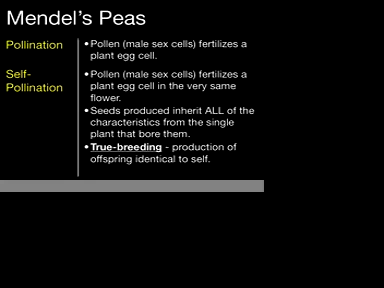 Mendel's Peas
Pollination
• Pollen (male sex cells) fertilizes a
plant egg cell.
Self-
Pollination
• Pollen (male sex cells) fertilizes a
plant egg cell in the very same
flower.
• Seeds produced inherit ALL of the
characteristics from the single
plant that bore them.
• True-breeding - production of
offspring identical to self.